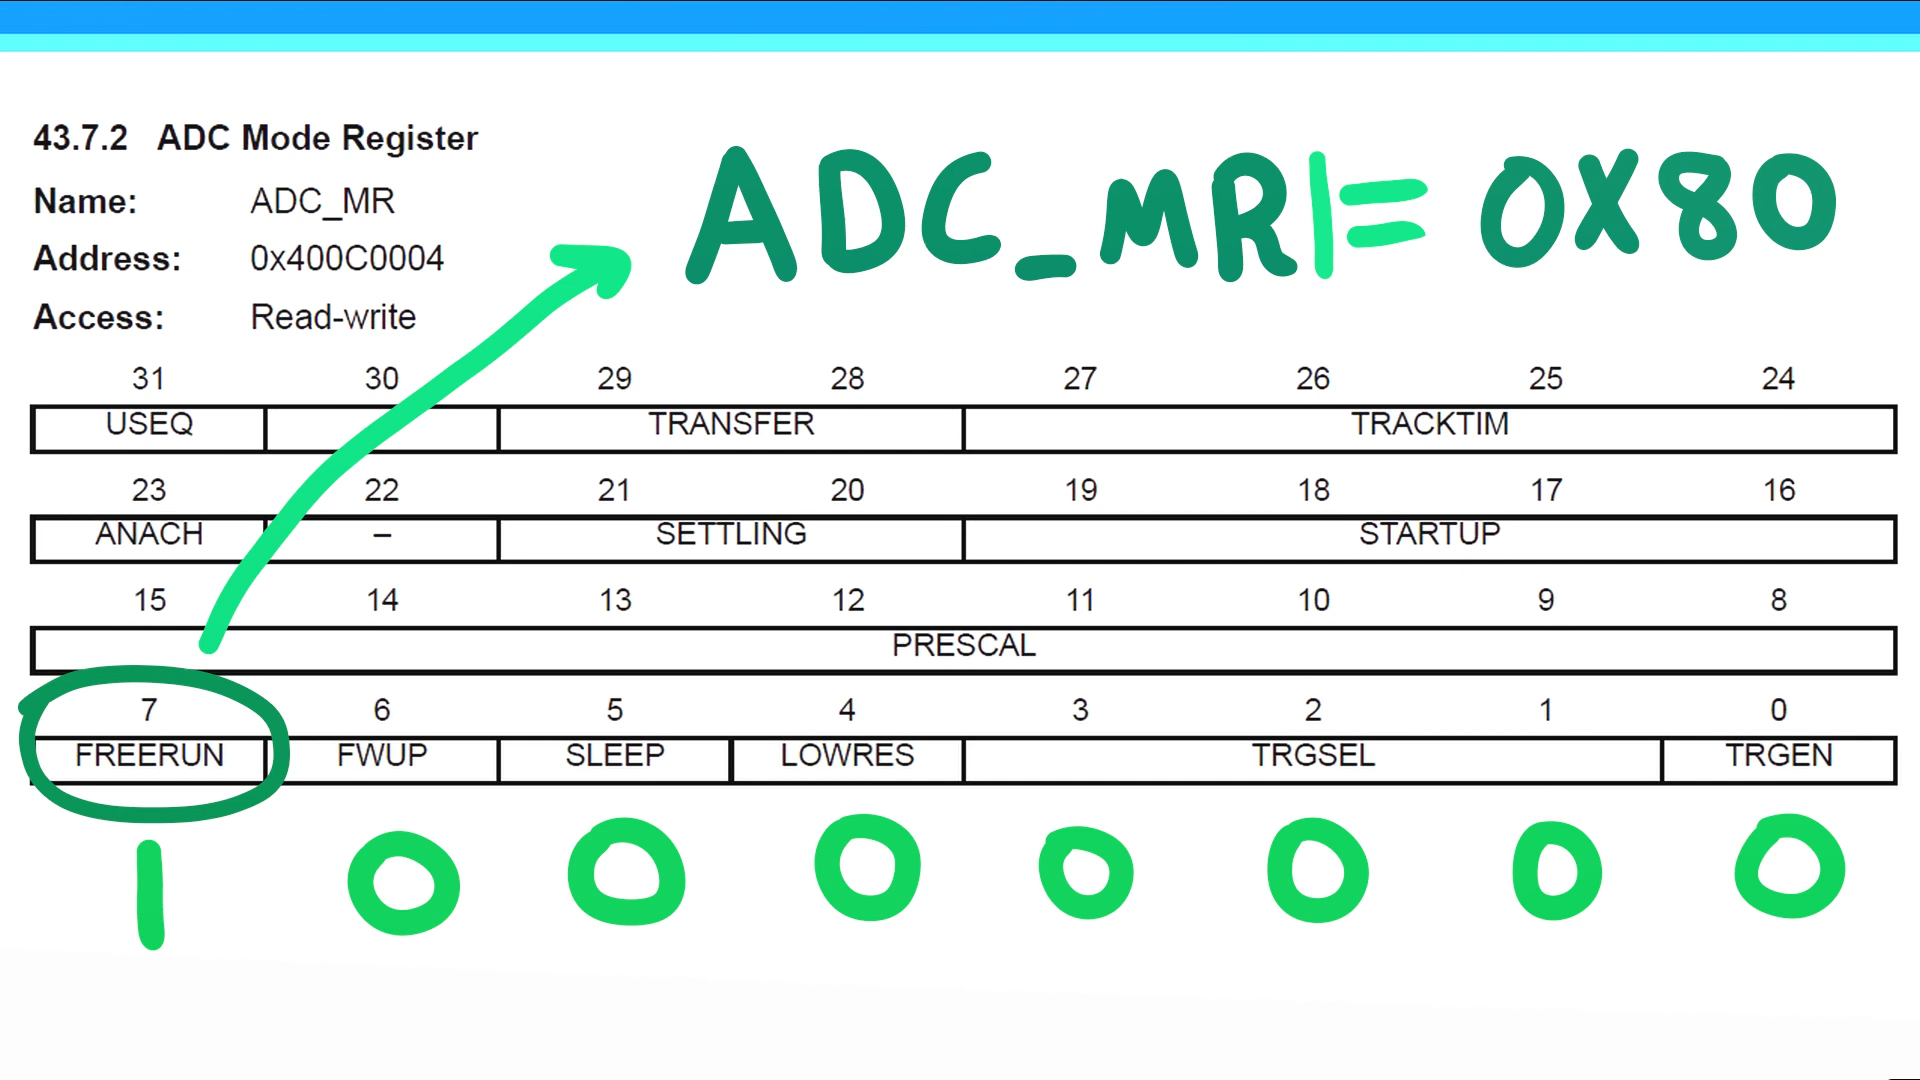 43.7.2 ADC Mode Register
ADC_MR |= 0X80
Name: ADC_MR
Address: 0x400C0004
Access: Read-write
31 30 29 28 27 26 25 24
USEQ TRANSFER TRACKTIM
23 22 21 20 19 18 17 16
ANACH – SETTLING STARTUP
15 14 13 12 11 10 9 8
PRESCAL
7 6 5 4 3 2 1 0
FREERUN FWUP SLEEP LOWRES TRGSEL TRGEN
1 0 0 0 0 0 0 0